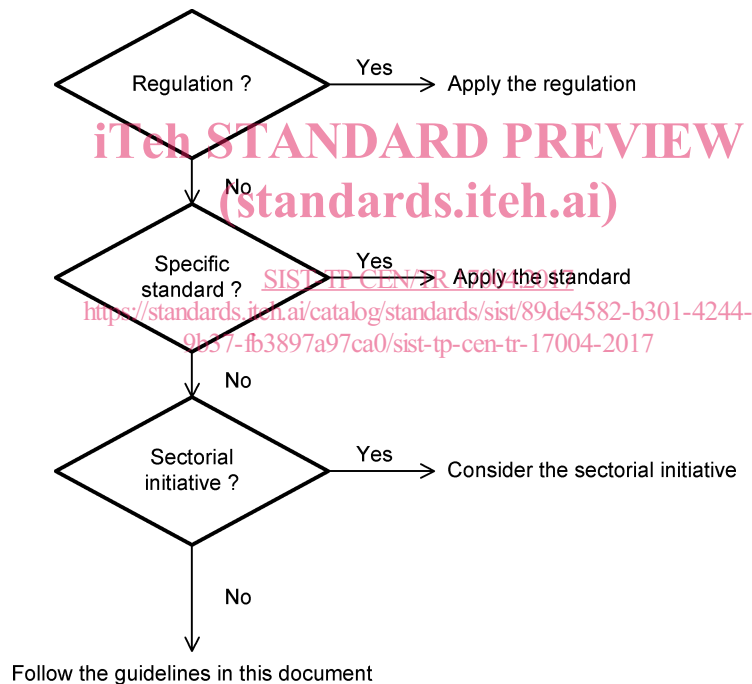 Regulation ?
Yes
Apply the regulation
iTeh STANDARD PREVIEW
No
(standards.iteh.ai)
Specific
standard ?
Yes
Apply the standard
SIST-TP CEN/TR 17004:2017
https://standards.iteh.ai/catalog/standards/sist/89de4582-b301-4244-
9b37-fb3897a97ca0/sist-tp-cen-tr-17004-2017
No
Sectorial
initiative ?
Yes
Consider the sectorial initiative
No
Follow the guidelines in this document